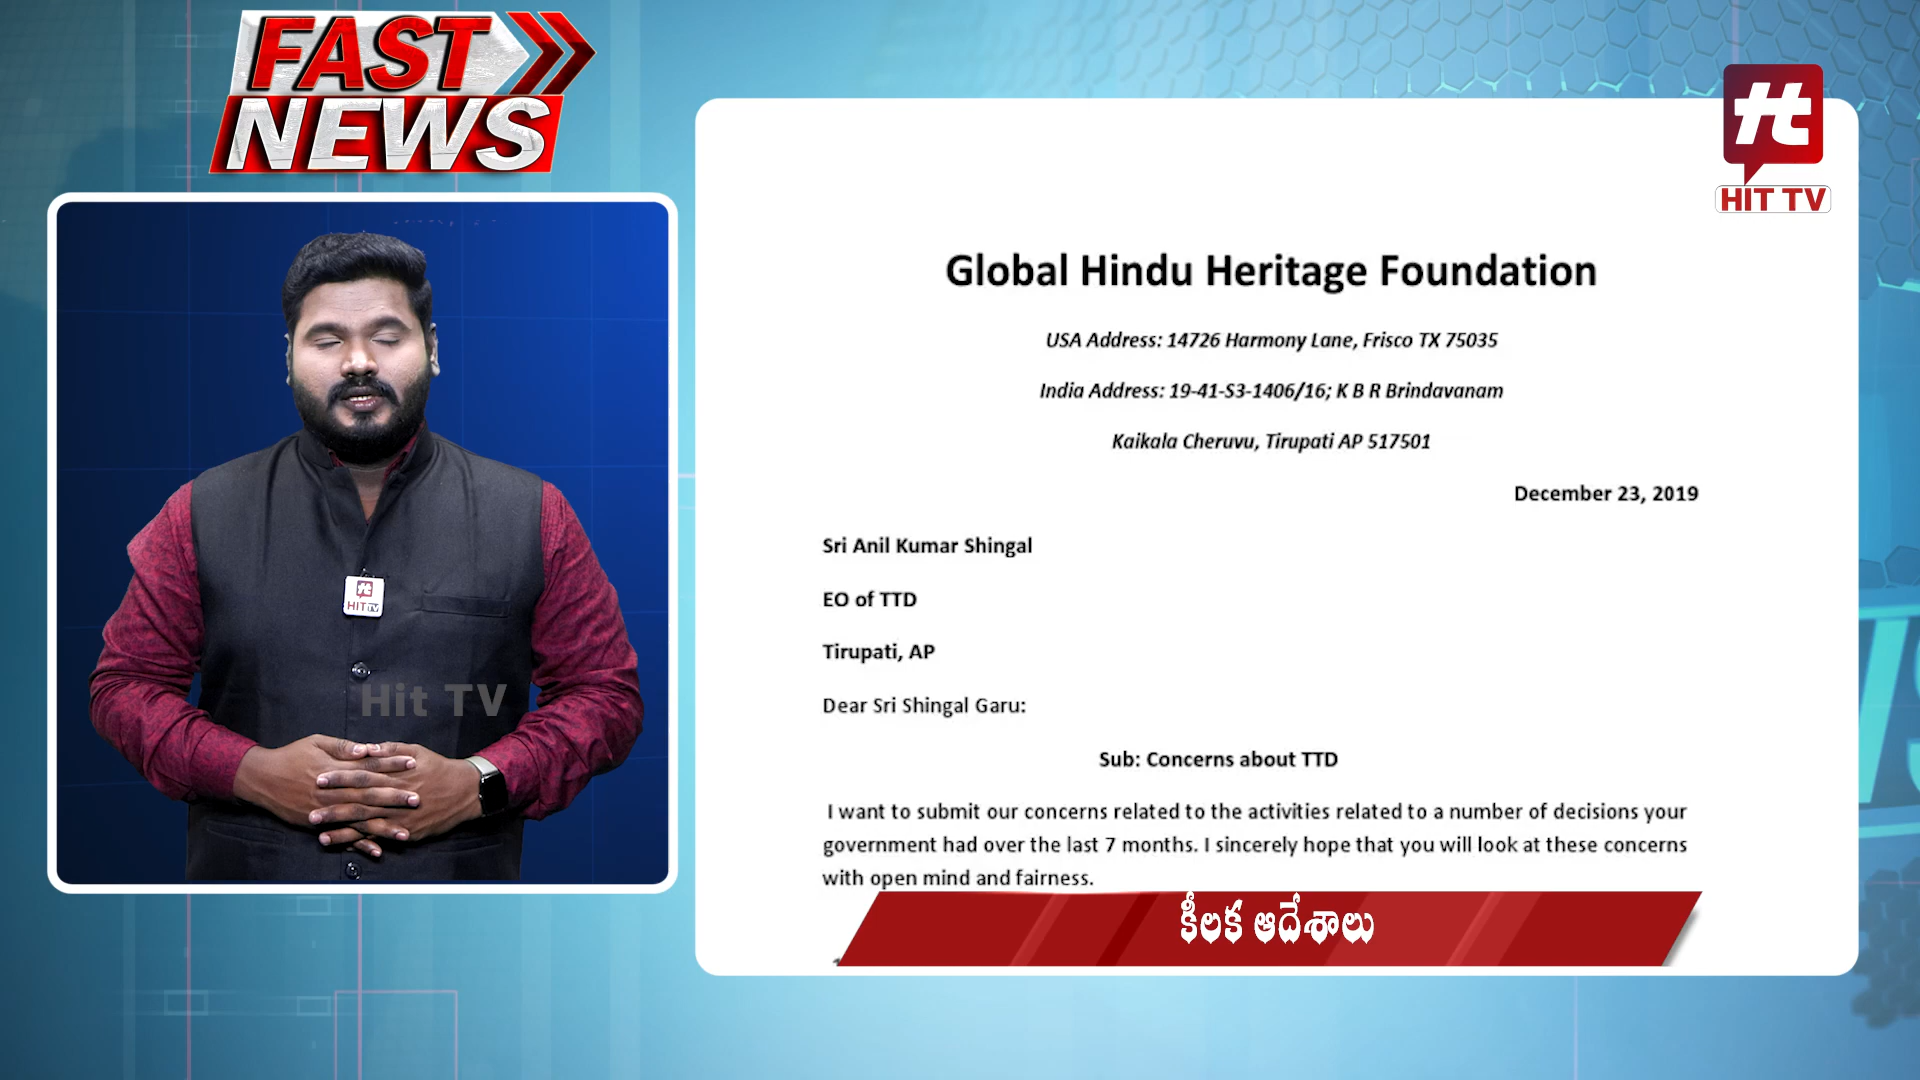 FAST
NEWS
HIT TV
Global Hindu Heritage Foundation
USA Address: 14726 Harmony Lane, Frisco TX 75035
India Address: 19-41-S3-1406/16; K B R Brindavanam
Kaikala Cheruvu, Tirupati AP 517501
December 23, 2019
Sri Anil Kumar Shingal
EO of TTD
Tirupati, AP
Dear Sri Shingal Garu:
Sub: Concerns about TTD
I want to submit our concerns related to the activities related to a number of decisions your
government had over the last 7 months. I sincerely hope that you will look at these concerns
with open mind and fairness.
కీలక ఆదేశాలు
HIT TV
Hit TV